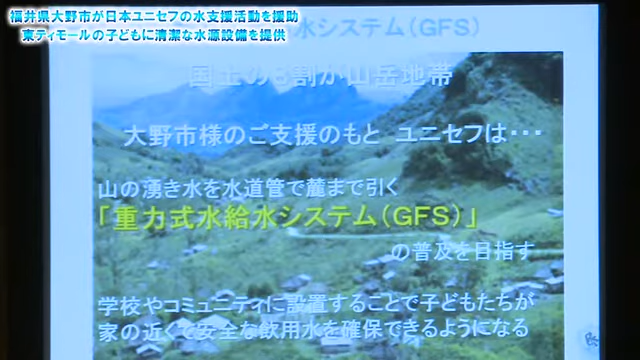 福井県大野市が日本ユニセフの水支援活動を援助
東ティモールの子どもに清潔な水源設備を提供
水システム（GFS）
国土の8割が山岳地帯
大野市様のご支援のもと ユニセフは・・・
山の湧き水を水道管で麓まで引く
「重力式水給水システム（GFS）」
の普及を目指す
学校やコミュニティに設置することで子どもたちが
家の近くで安全な飲用水を確保できるようになる